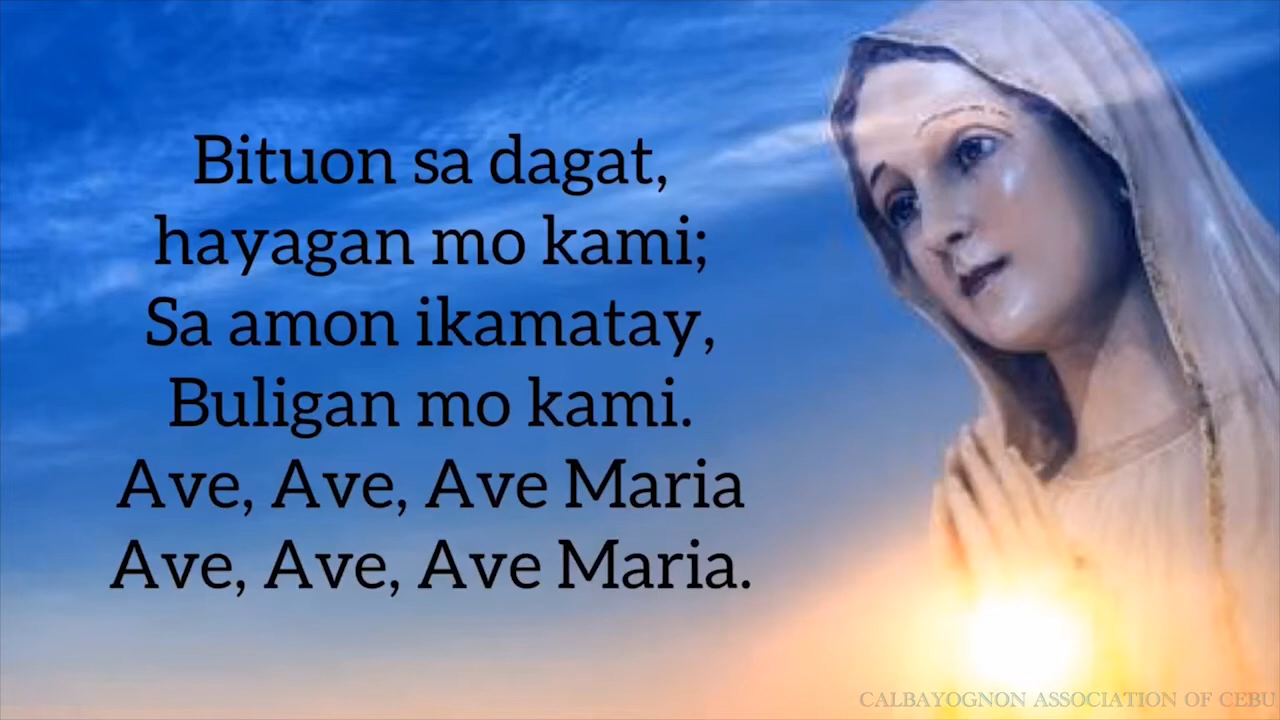 Bituon sa dagat,
hayagan mo kami;
Sa amon ikamatay,
Buligan mo kami.
Ave, Ave, Ave Maria
Ave, Ave, Ave Maria.
CALBAYOGNON ASSOCIATION OF CEBU